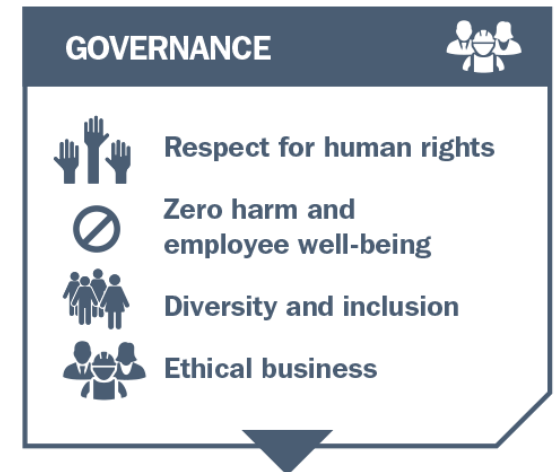 GOVERNANCE
Respect for human rights
Zero harm and
employee well-being
Diversity and inclusion
Ethical business